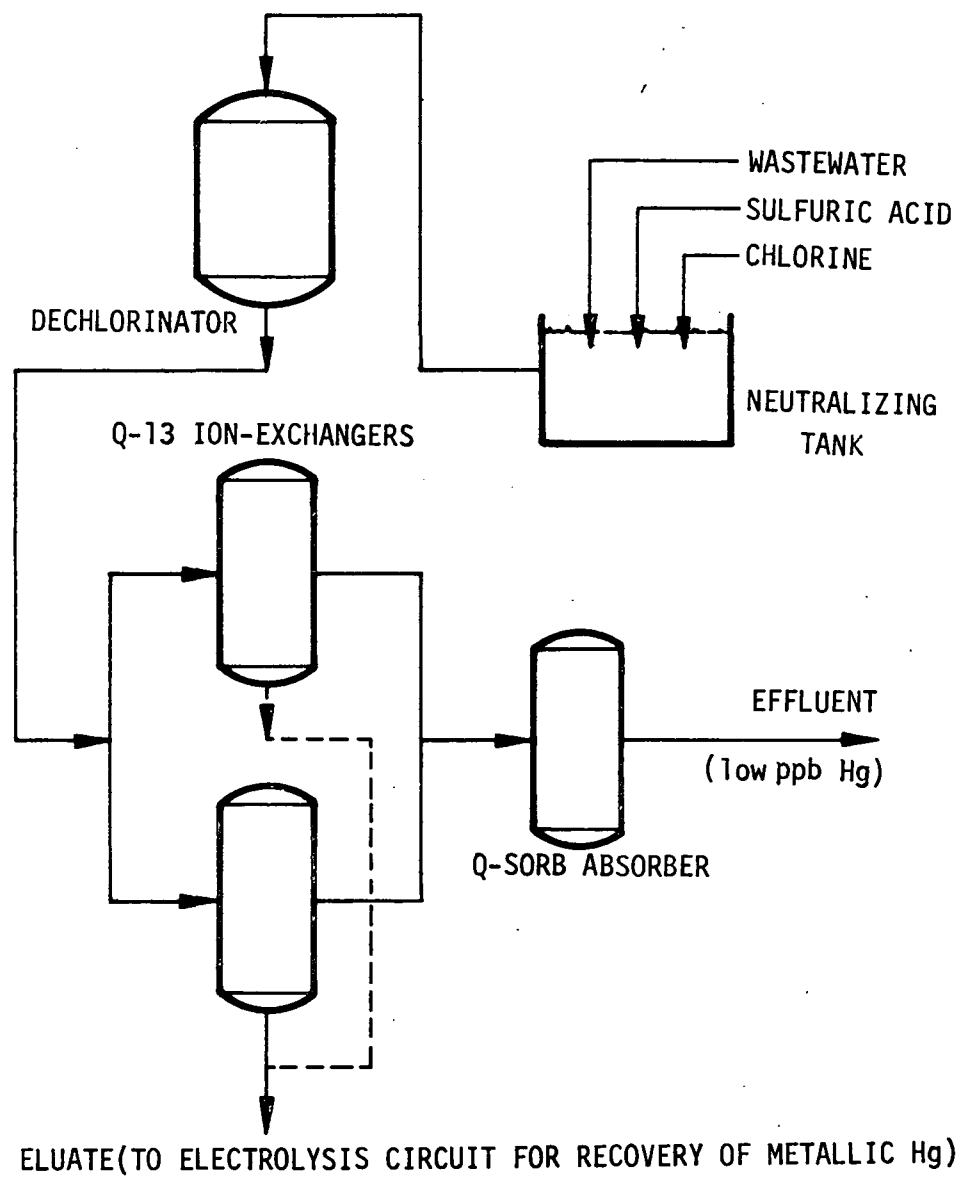 WASTEWATER
SULFURIC ACID
CHLORINE
DECHLORINATOR
NEUTRALIZING
TANK
Q-13 ION-EXCHANGERS
EFFLUENT
(low ppb Hg)
Q-SORB ABSORBER
ELUATE(TO ELECTROLYSIS CIRCUIT FOR RECOVERY OF METALLIC Hg)